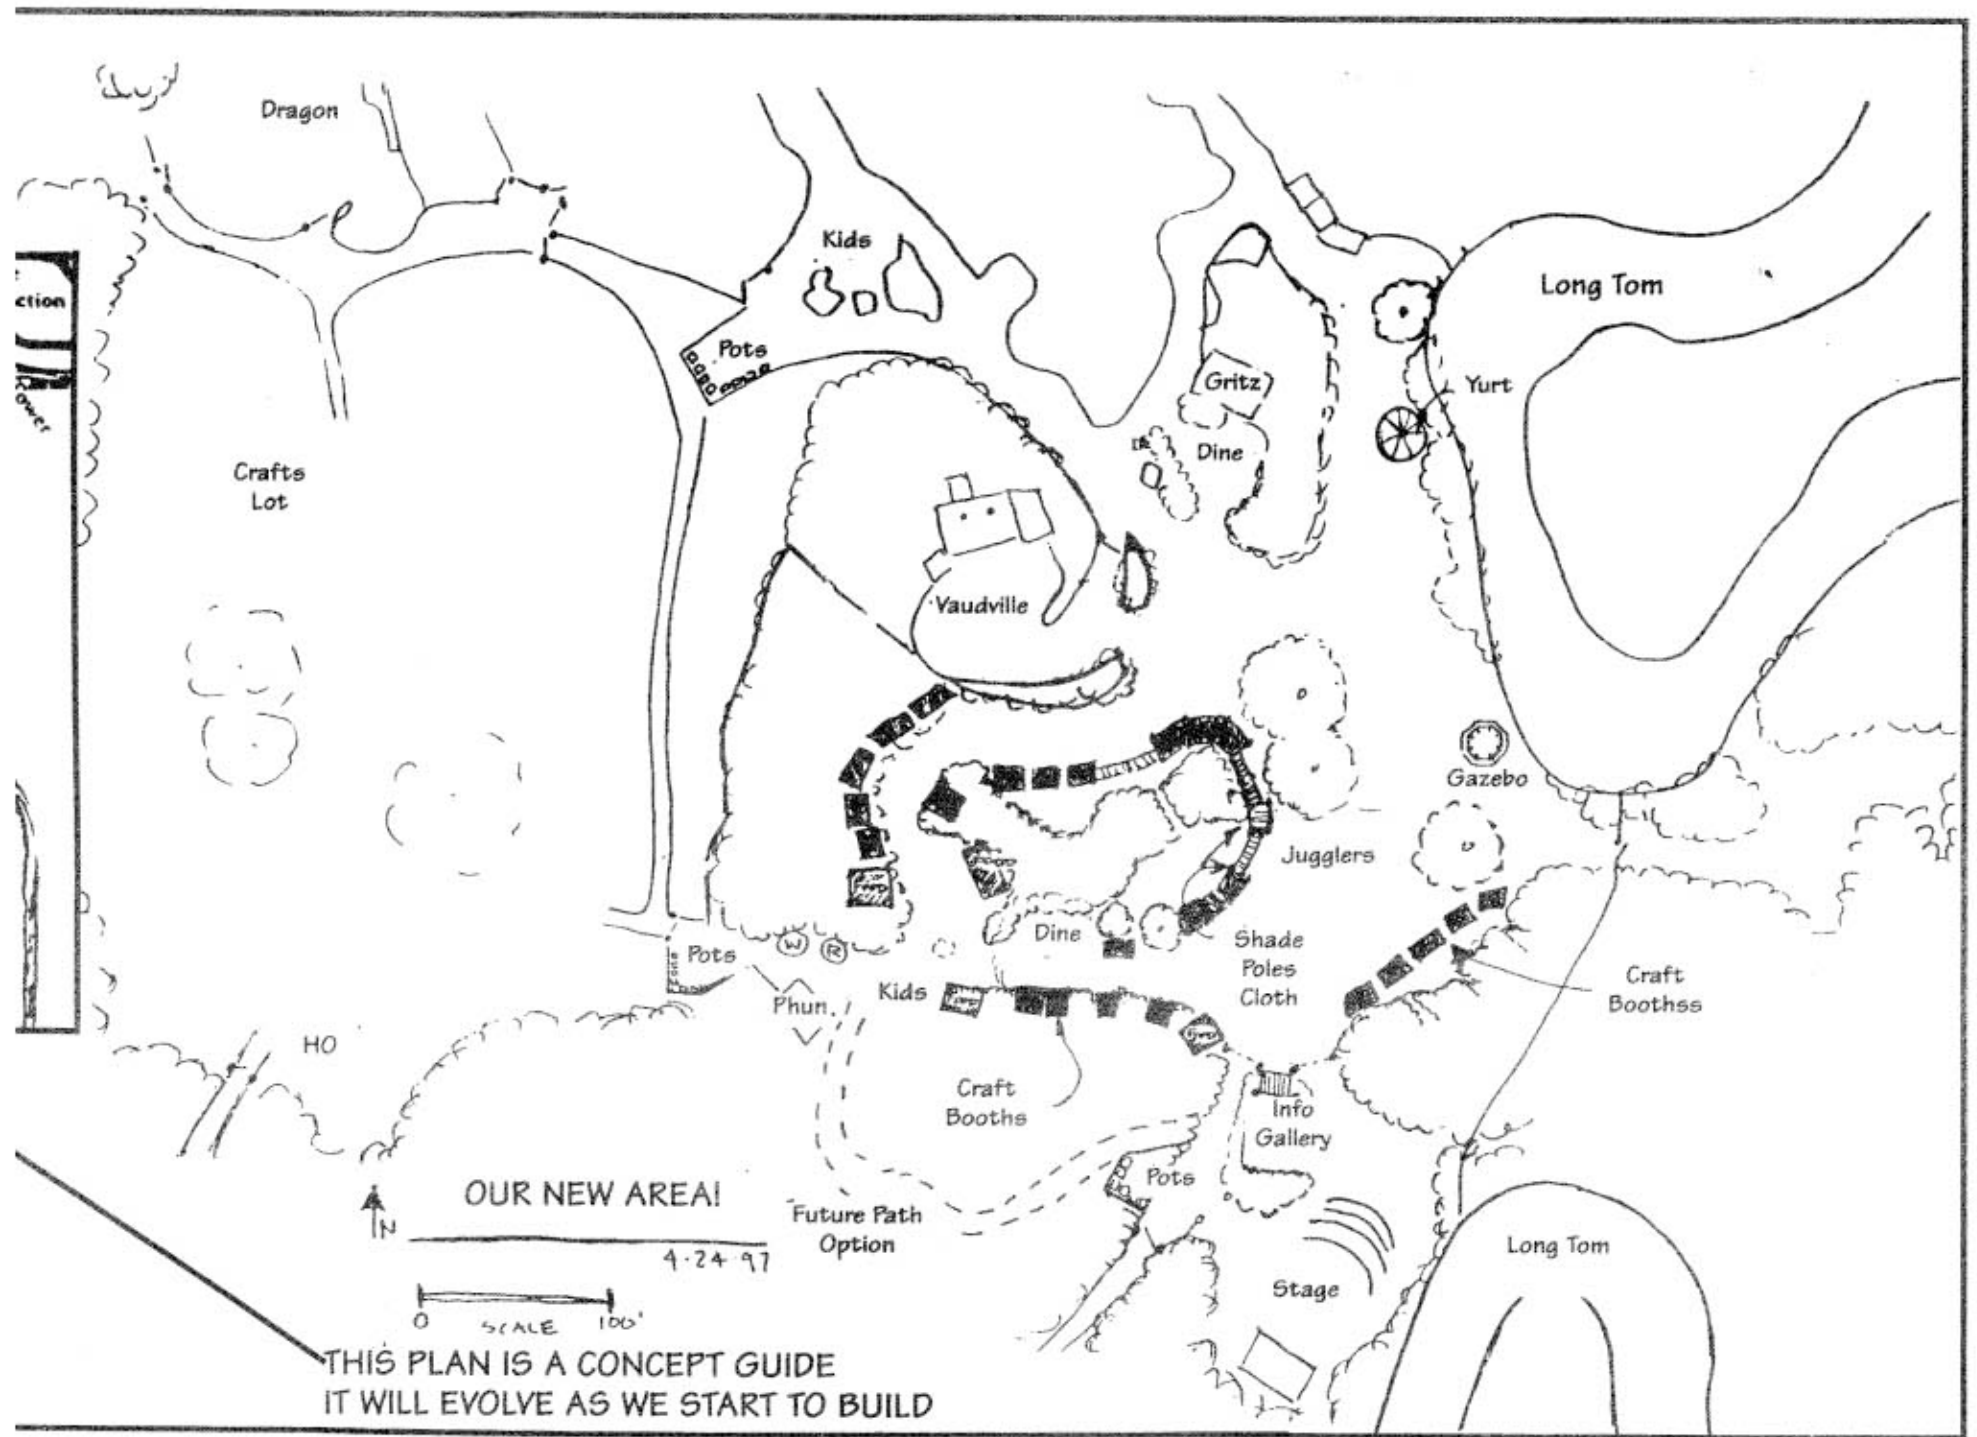 Dragon
Kids
Long Tom
ction
Pots
Gritz
Yurt
Tower
Dine
Crafts
Lot
Vaudville
Gazebo
Jugglers
Dine
Shade
Poles
Cloth
W
R
Pots
Kids
Phun
Craft
Boothss
HO
Craft
Booths
Info
Gallery
Pots
OUR NEW AREA!
4-24-97
N
Future Path
Option
Long Tom
Stage
0 SCALE 100'
THIS PLAN IS A CONCEPT GUIDE
IT WILL EVOLVE AS WE START TO BUILD